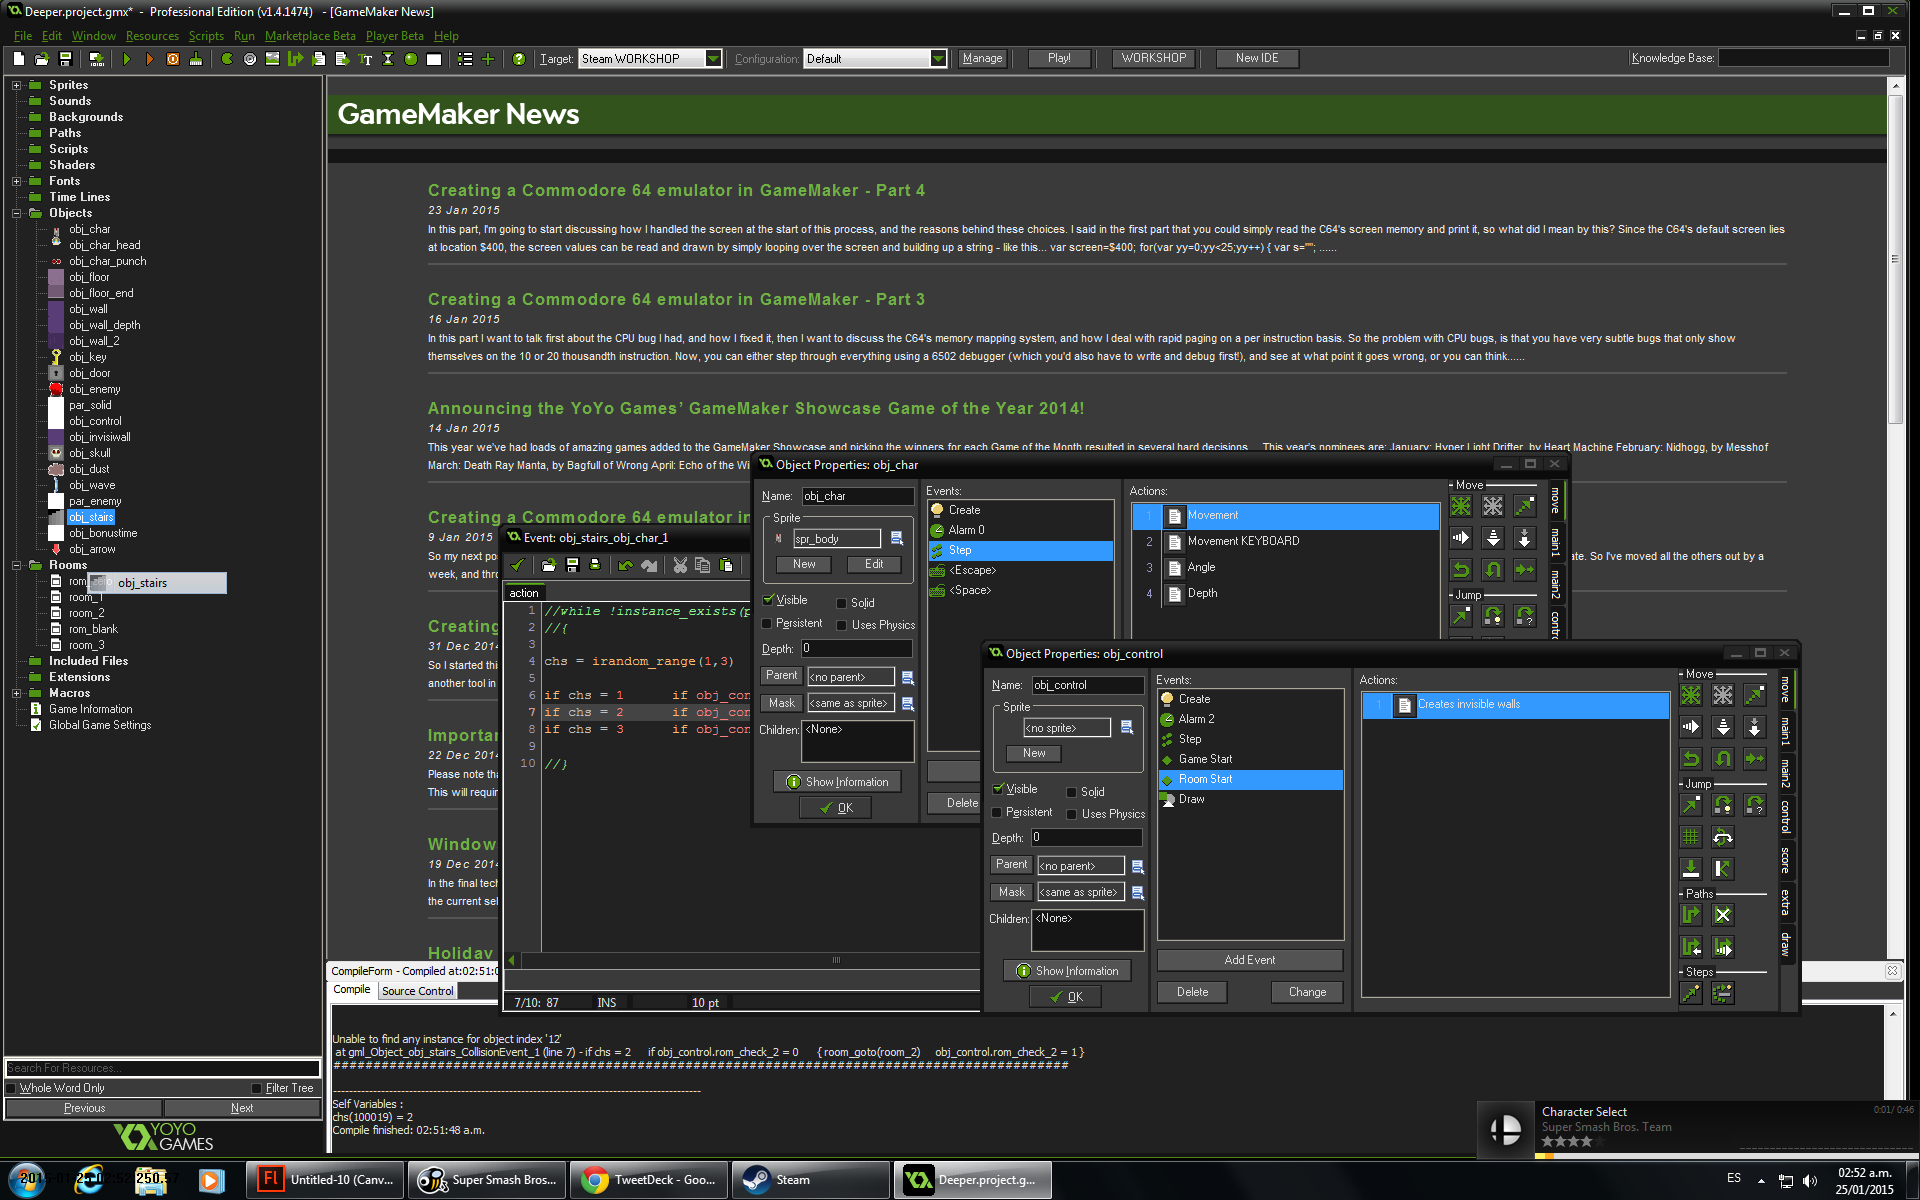 Deeper.project.gmx* - Professional Edition (v1.4.1474) - [GameMaker News]
File Edit Window Resources Scripts Run Marketplace Beta Player Beta Help
Target: Steam WORKSHOP Configuration: Default Manage Play! WORKSHOP New IDE Knowledge Base:
Sprites
Sounds
Backgrounds
Paths
Scripts
Shaders
Fonts
Time Lines
Objects
obj_char
obj_char_head
obj_char_punch
obj_floor
obj_floor_end
obj_wall
obj_wall_depth
obj_wall_2
obj_key
obj_door
obj_enemy
par_solid
obj_control
obj_invisiwall
obj_skull
obj_dust
obj_wave
par_enemy
obj_stairs
obj_bonustime
obj_arrow
Rooms
obj_stairs
room_1
room_2
rom_blank
room_3
Included Files
Extensions
Macros
Game Information
Global Game Settings
Search For Resources...
Whole Word Only Filter Tree
Previous Next
YOYO
GAMES
GameMaker News
Creating a Commodore 64 emulator in GameMaker - Part 4
23 Jan 2015
In this part, I'm going to start discussing how I handled the screen at the start of this process, and the reasons behind these choices. I said in the first part that you could simply read the C64's screen memory and print it, so what did I mean by this? Since the C64's default screen lies
at location $400, the screen values can be read and drawn by simply looping over the screen and building up a string - like this... var screen=$400; for(var yy=0;yy<25;yy++) { var s=""; ......
Creating a Commodore 64 emulator in GameMaker - Part 3
16 Jan 2015
In this part I want to talk first about the CPU bug I had, and how I fixed it, then I want to discuss the C64's memory mapping system, and how I deal with rapid paging on a per instruction basis. So the problem with CPU bugs, is that you have very subtle bugs that only show
themselves on the 10 or 20 thousandth instruction. Now, you can either step through everything using a 6502 debugger (which you'd also have to write and debug first!), and see at what point it goes wrong, or you can think......
Announcing the YoYo Games' GameMaker Showcase Game of the Year 2014!
14 Jan 2015
This year we've had loads of amazing games added to the GameMaker Showcase and picking the winners for each Game of the Month resulted in several hard decisions. This year's nominees are: January: Hyper Light Drifter, by Heart Machine February: Nidhogg, by Messhof
March: Death Ray Manta, by Bagfull of Wrong April: Echo of the Wi
Creating a Commodore 64 emulator in
9 Jan 2015
So my next po
ate. So I've moved all the others out by a
week, and thro
Creating
31 Dec 2014
So I started this
another tool in
Importan
22 Dec 2014
Please note tha
This will requir
Window
19 Dec 2014
In the final tech
the current sel
Holiday
Event: obj_stairs_obj_char_1
action
1 //while !instance_exists(p
2 //{
3
4 chs = irandom_range(1,3)
5
6 if chs = 1 if obj_con
7 if chs = 2 if obj_con
8 if chs = 3 if obj_con
9
10 //}
7/10: 87 INS 10 pt
Object Properties: obj_char
Name: obj_char
Sprite
spr_body
New Edit
Visible Solid
Persistent Uses Physics
Depth: 0
Parent <no parent>
Mask <same as sprite>
Children: <None>
Show Information
OK
Events:
Create
Alarm 0
Step
<Escape>
<Space>
Delete
Actions:
1 Movement
2 Movement KEYBOARD
3 Angle
4 Depth
Move
Jump
move
main1
main2
contro
Object Properties: obj_control
Name: obj_control
Sprite
<no sprite>
New
Visible Solid
Persistent Uses Physics
Depth: 0
Parent <no parent>
Mask <same as sprite>
Children: <None>
Show Information
OK
Events:
Create
Alarm 2
Step
Game Start
Room Start
Draw
Add Event
Delete Change
Actions:
1 Creates invisible walls
Move
Jump
Paths
Steps
move
main1
main2
control
score
extra
draw
CompileForm - Compiled at:02:51:0
Compile Source Control
Unable to find any instance for object index '12'
at gml_Object_obj_stairs_CollisionEvent_1 (line 7) - if chs = 2 if obj_control.rom_check_2 = 0 { room_goto(room_2) obj_control.rom_check_2 = 1 }
Self Variables :
chs(100019) = 2
Compile finished: 02:51:48 a.m.
Character Select
Super Smash Bros. Team
0:01/ 0:46
Untitled-10 (Canv...
Super Smash Bros...
TweetDeck - Goo...
Steam
Deeper.project.g...
ES
02:52 a.m.
25/01/2015